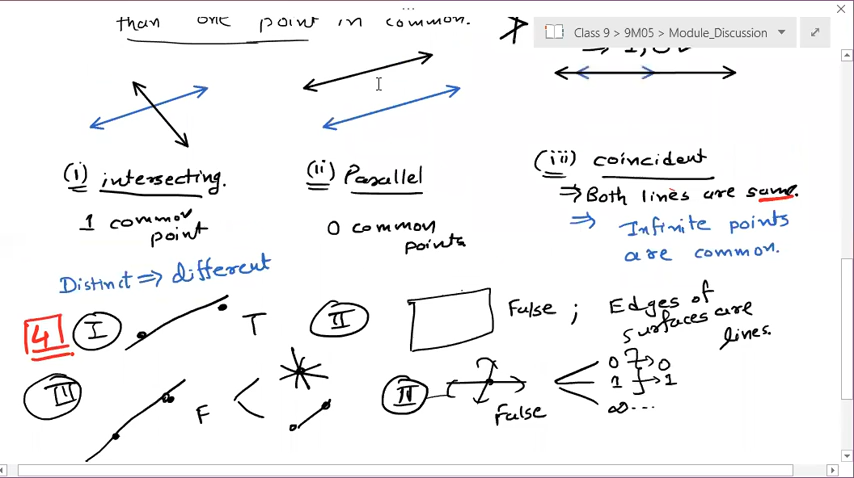 than one point in common.
Class 9 > 9M05 > Module_Discussion
(i) intersecting.
1 common point
(ii) Parallel
0 common points
(iii) coincident
⇒ Both lines are same.
⇒ Infinite points
are common.
Distinct ⇒ different
4 I T
II False ; Edges of
surfaces are
lines.
III F
IV False
0 → 0
1 → 1
∞...